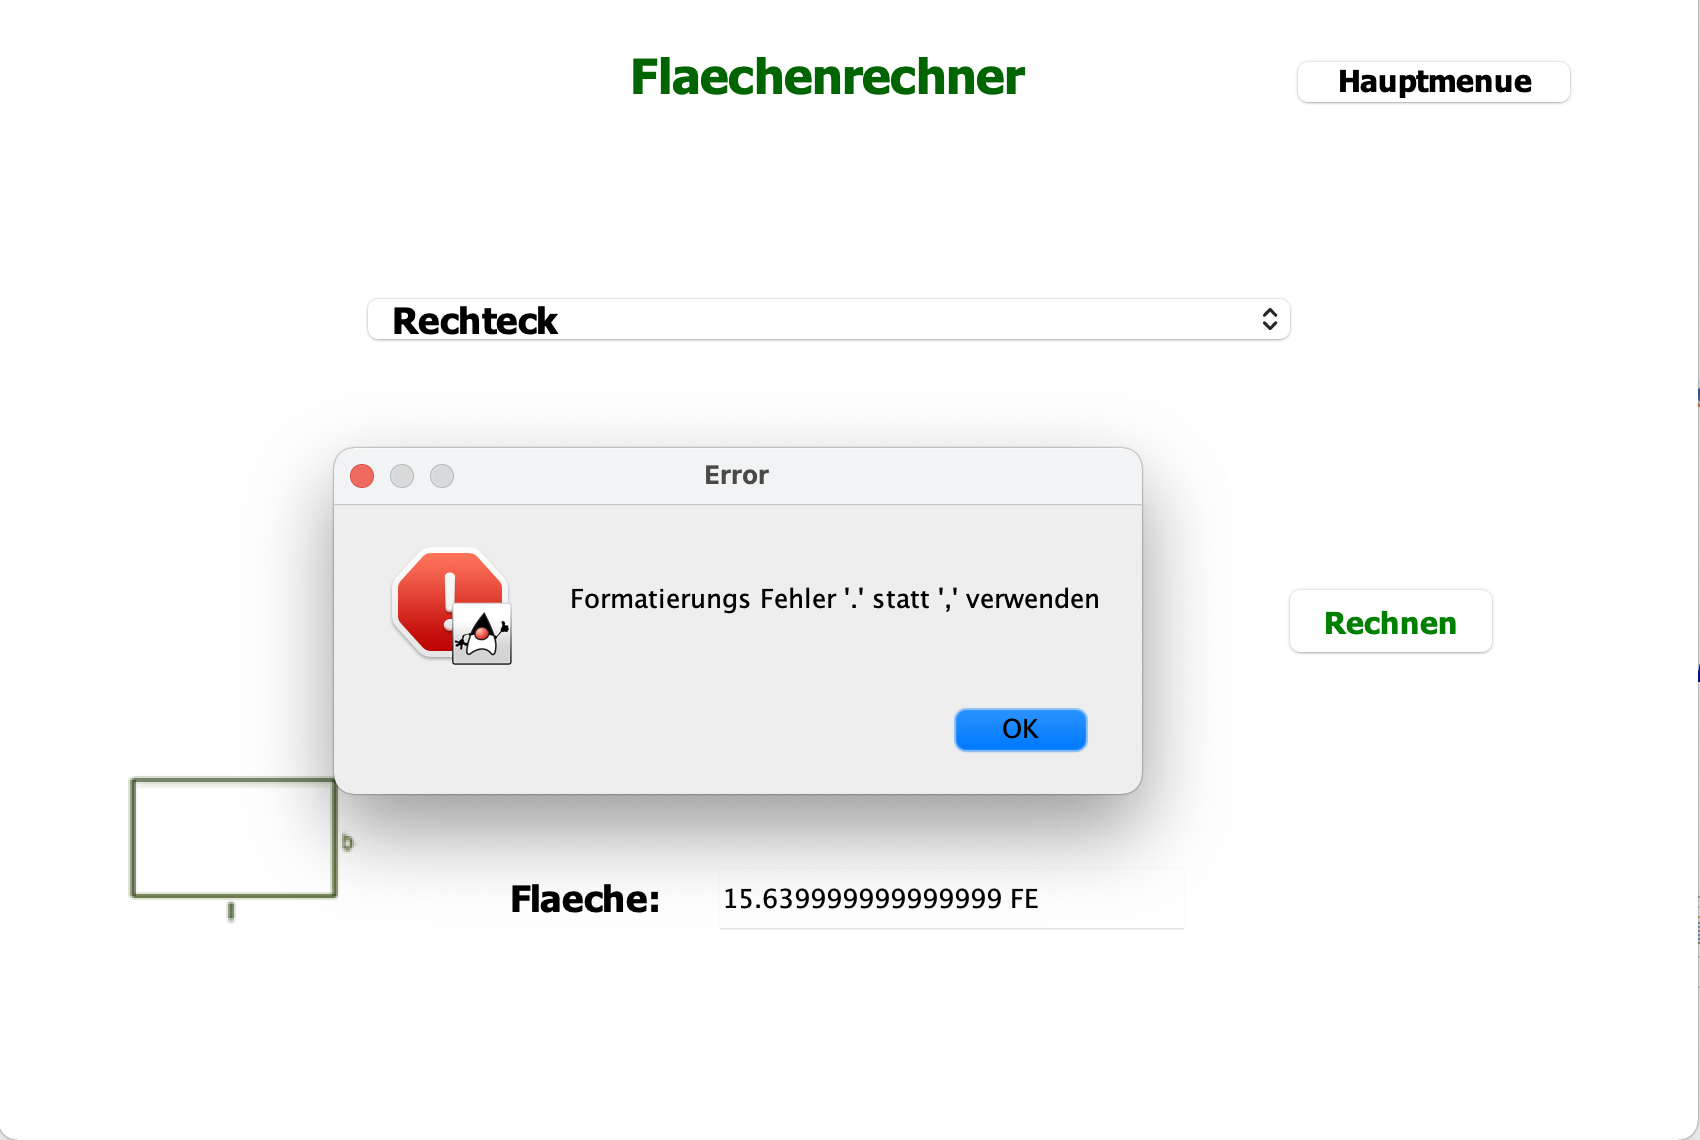 Flaechenrechner
Hauptmenue
Rechteck
Error
Formatierungs Fehler '.' statt ',' verwenden
OK
Rechnen
b
l
Flaeche:
15.639999999999999 FE